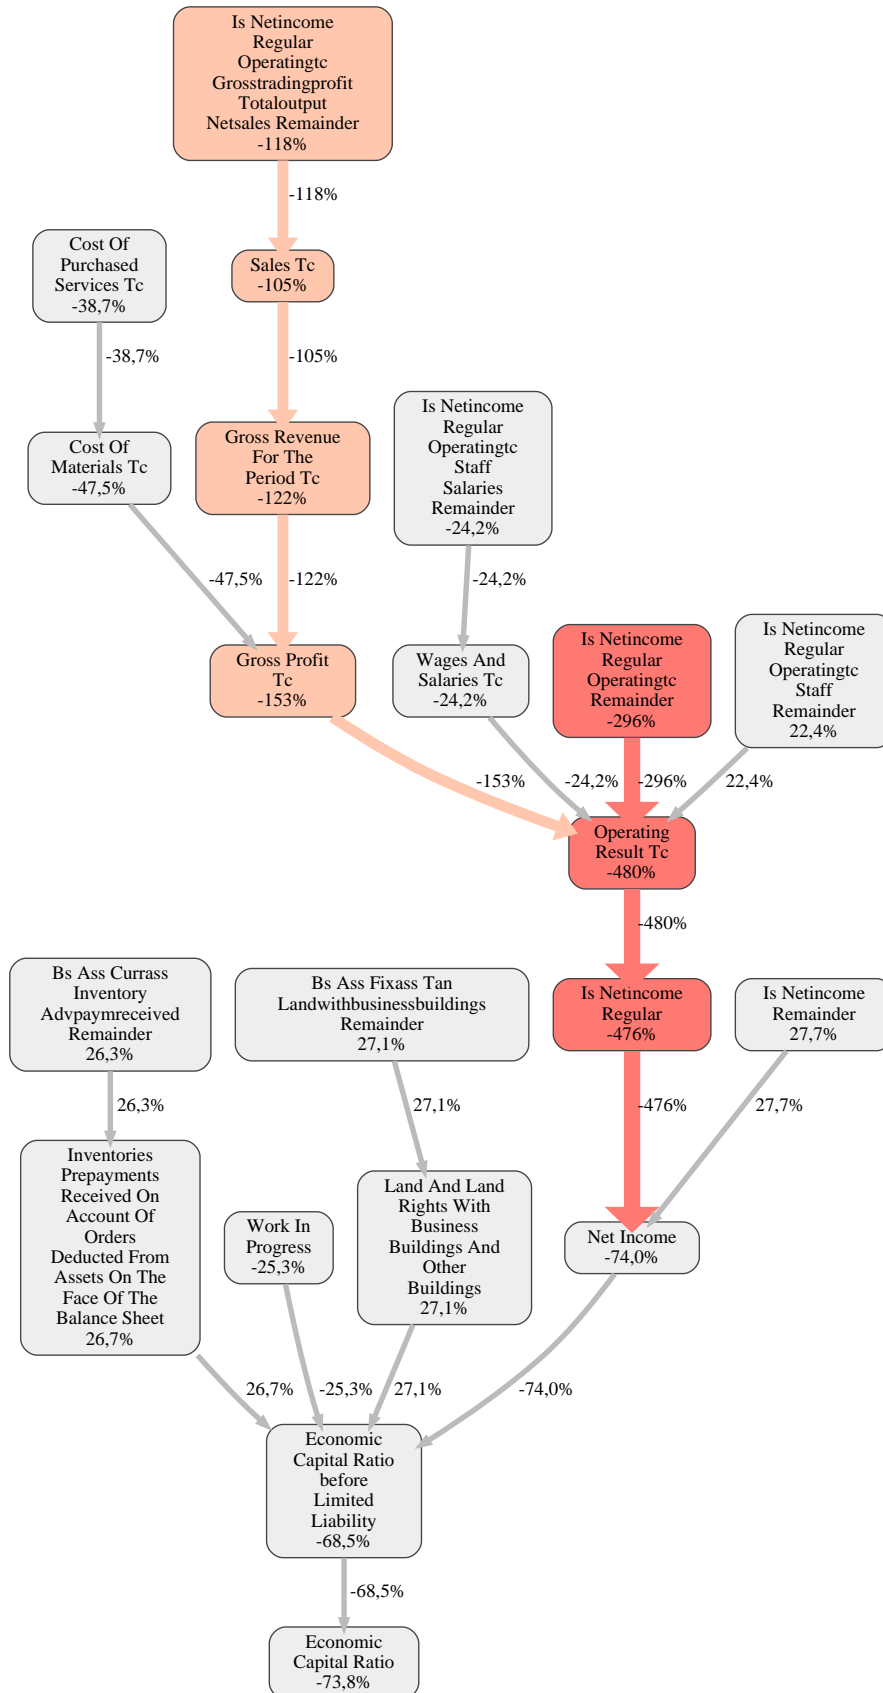 Is Netincome
Regular
Operatingtc
Grosstradingprofit
Totaloutput
Netsales Remainder
-118%
-118%
Cost Of
Purchased
Services Tc
-38,7%
Sales Tc
-105%
-38,7%
-105%
Is Netincome
Regular
Operatingtc
Staff
Salaries
Remainder
-24,2%
Cost Of
Materials Tc
-47,5%
Gross Revenue
For The
Period Tc
-122%
-47,5%
-122%
-24,2%
Gross Profit
Tc
-153%
Wages And
Salaries Tc
-24,2%
Is Netincome
Regular
Operatingtc
Remainder
-296%
Is Netincome
Regular
Operatingtc
Staff
Remainder
22,4%
-153%
-24,2%
-296%
22,4%
Operating
Result Tc
-480%
-480%
Bs Ass Currass
Inventory
Advpaymreceived
Remainder
26,3%
Bs Ass Fixass Tan
Landwithbusinessbuildings
Remainder
27,1%
Is Netincome
Regular
-476%
Is Netincome
Remainder
27,7%
26,3%
27,1%
-476%
27,7%
Inventories
Prepayments
Received On
Account Of
Orders
Deducted From
Assets On The
Face Of The
Balance Sheet
26,7%
Work In
Progress
-25,3%
Land And Land
Rights With
Business
Buildings And
Other
Buildings
27,1%
Net Income
-74,0%
26,7%
-25,3%
27,1%
-74,0%
Economic
Capital Ratio
before
Limited
Liability
-68,5%
-68,5%
Economic
Capital Ratio
-73,8%